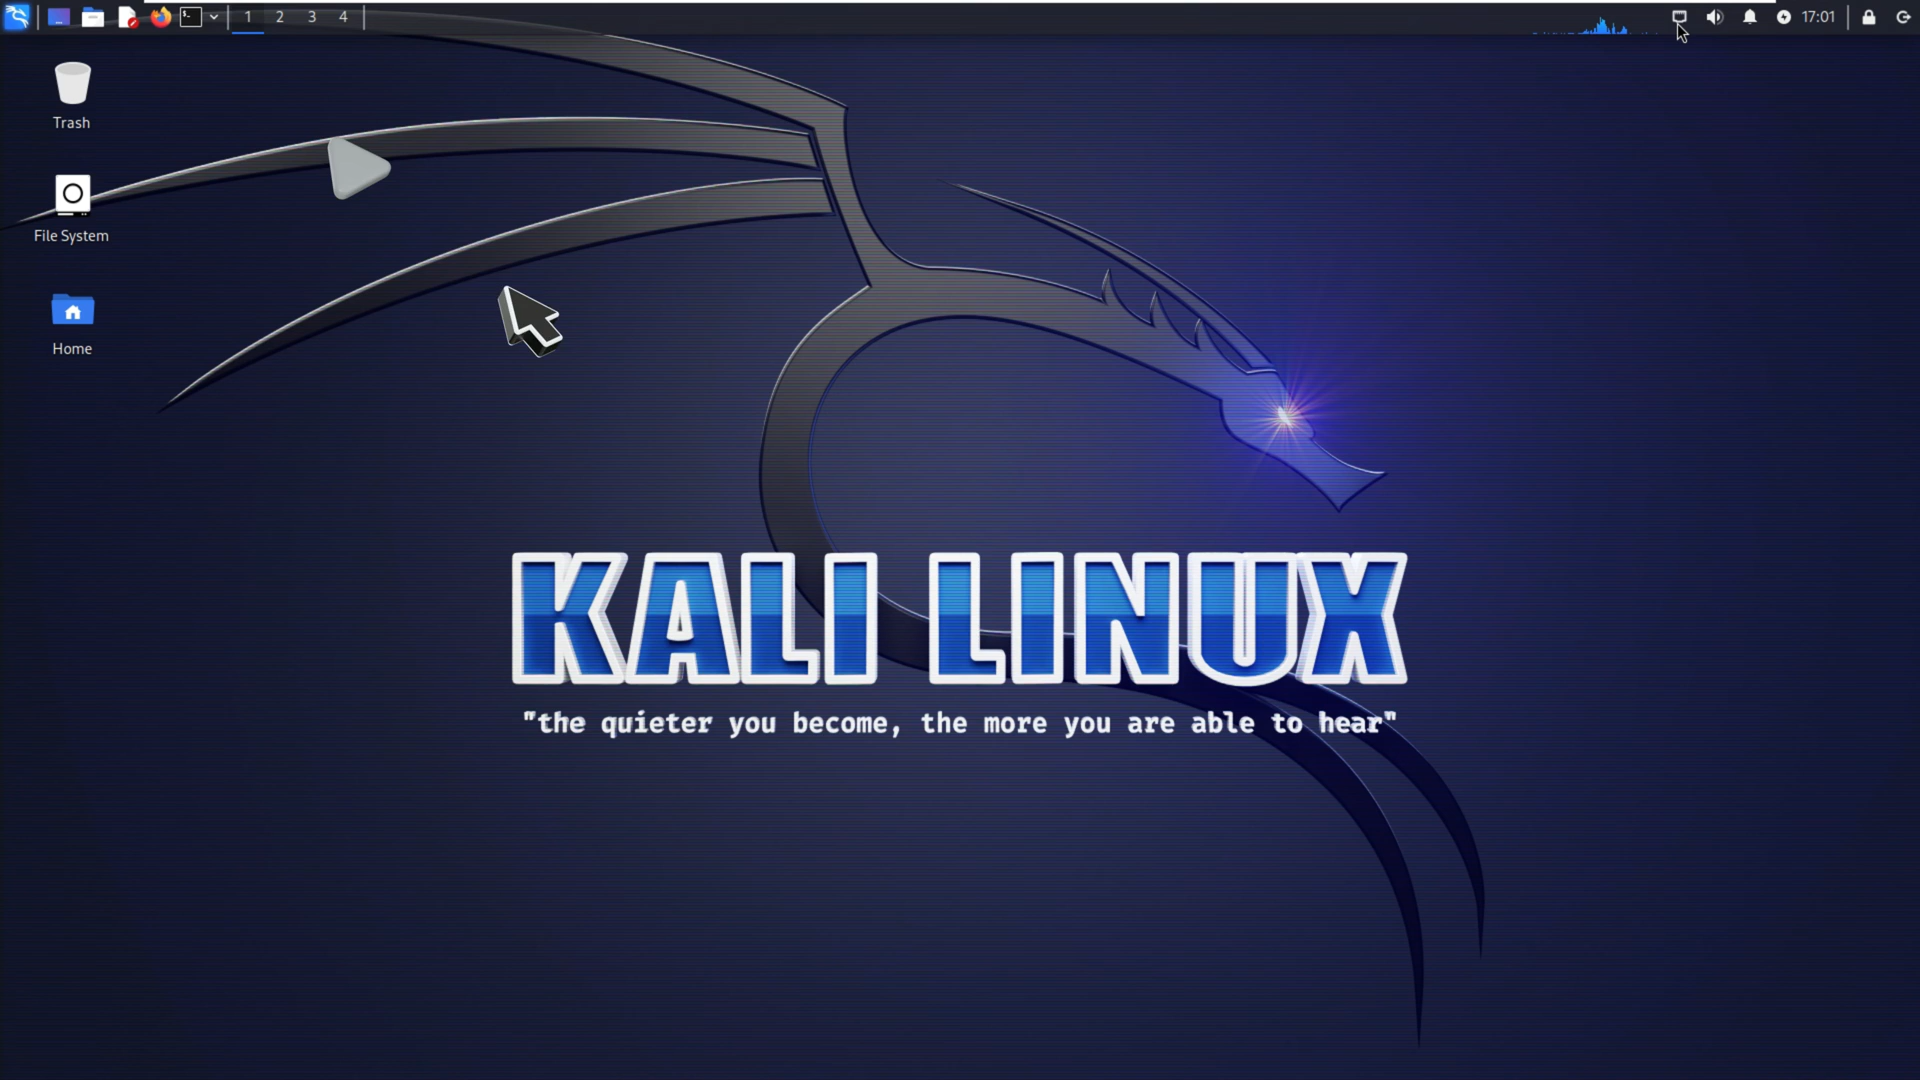 1 2 3 4
17:01
Trash
File System
Home
KALI LINUX
"the quieter you become, the more you are able to hear"